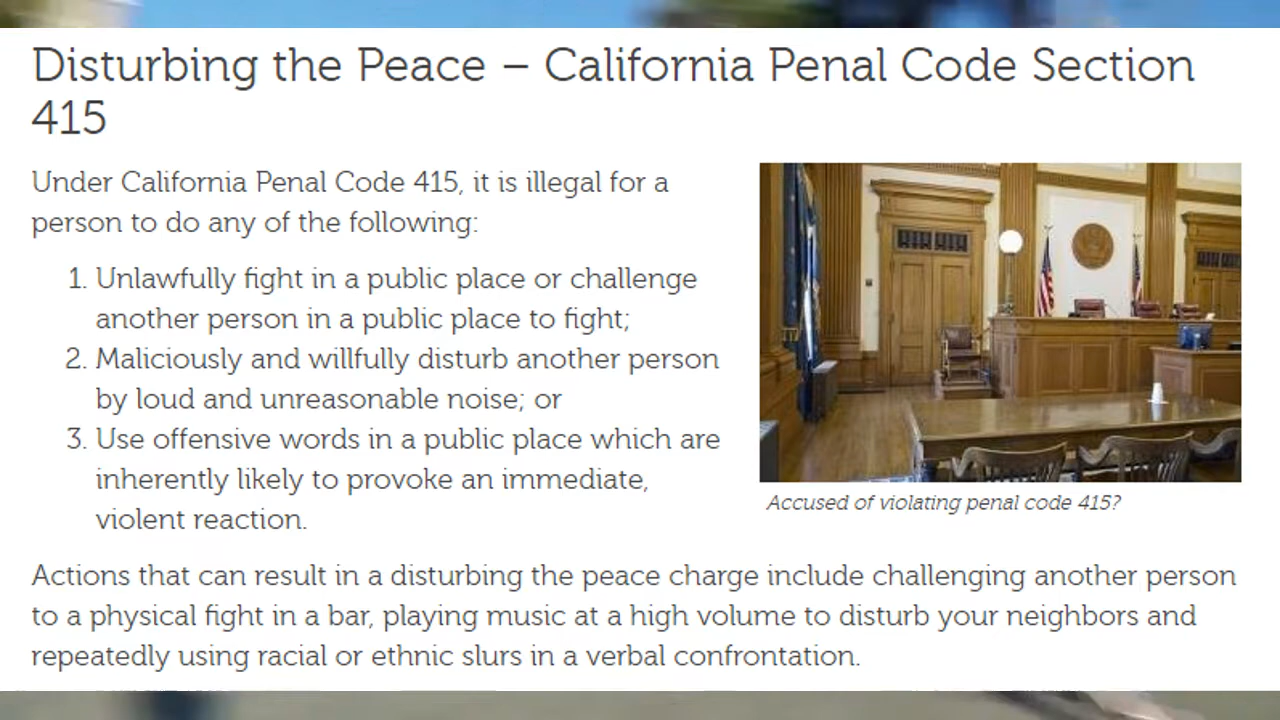 Disturbing the Peace – California Penal Code Section
415
Under California Penal Code 415, it is illegal for a
person to do any of the following:
1. Unlawfully fight in a public place or challenge
another person in a public place to fight;
2. Maliciously and willfully disturb another person
by loud and unreasonable noise; or
3. Use offensive words in a public place which are
inherently likely to provoke an immediate,
violent reaction.
Accused of violating penal code 415?
Actions that can result in a disturbing the peace charge include challenging another person
to a physical fight in a bar, playing music at a high volume to disturb your neighbors and
repeatedly using racial or ethnic slurs in a verbal confrontation.